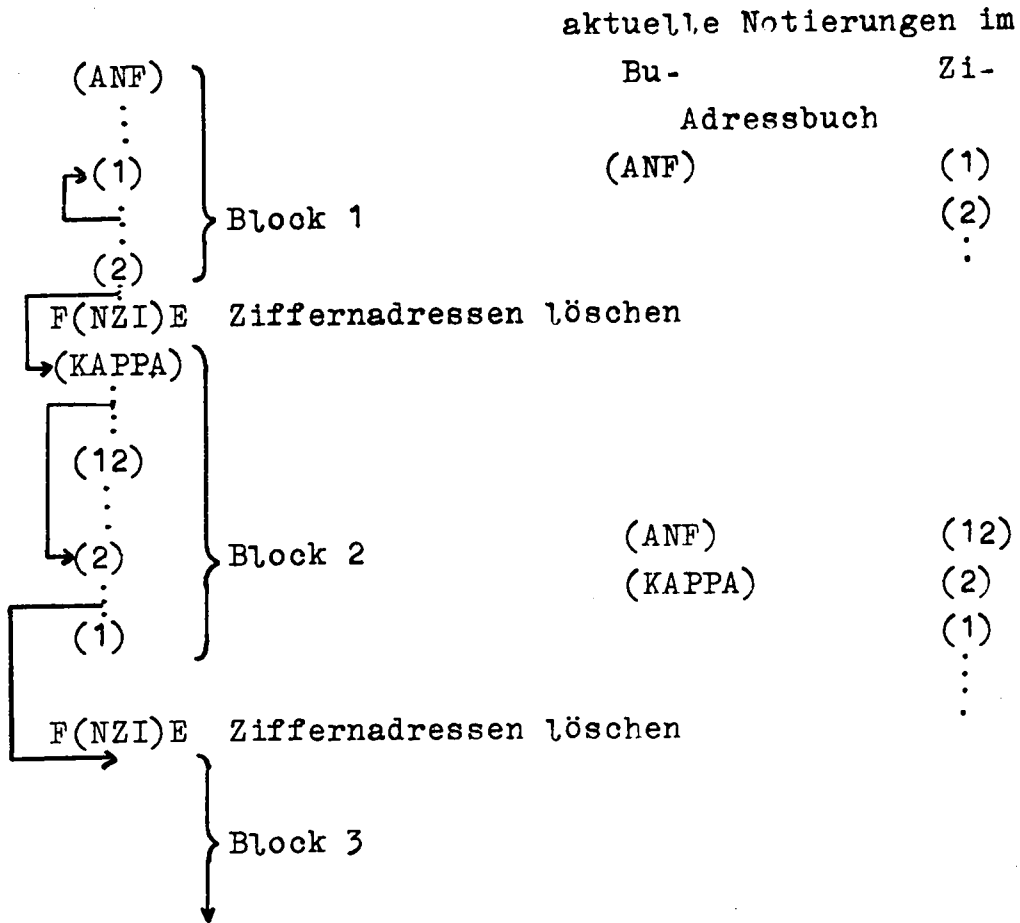 aktuelle Notierungen im
(ANF) Bu- Zi-
Adressbuch
(1) (ANF) (1)
Block 1 (2)
(2)
F(NZI)E Ziffernadressen löschen
(KAPPA)
(12)
(ANF) (12)
(2) Block 2
(KAPPA) (2)
(1) (1)
F(NZI)E Ziffernadressen löschen
Block 3